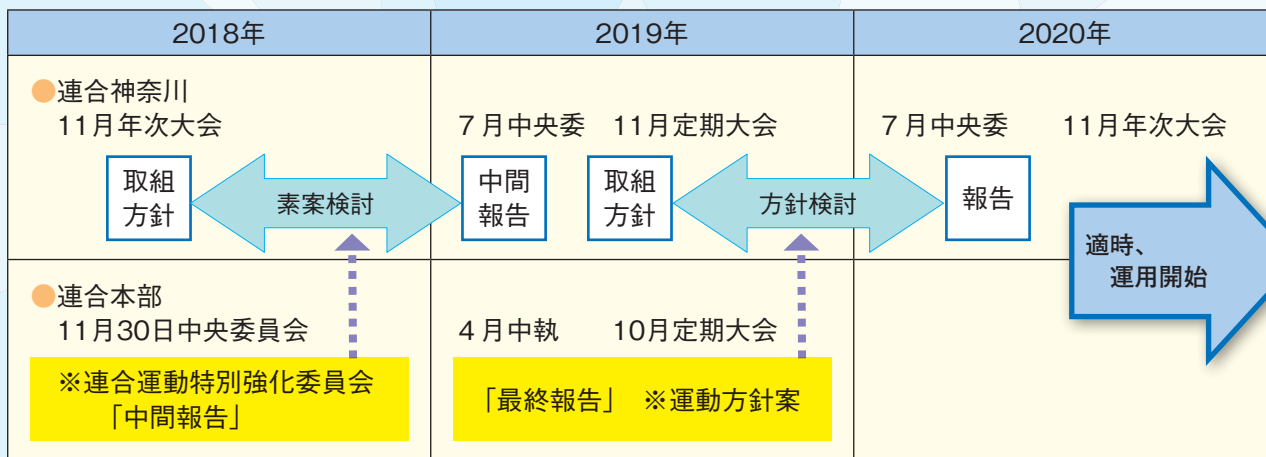 2018年 2019年 2020年
●連合神奈川
11月年次大会 7月中央委 11月定期大会 7月中央委 11月年次大会
取組
方針
素案検討
中間
報告
取組
方針
方針検討
報告
適時、
運用開始
●連合本部
11月30日中央委員会 4月中執 10月定期大会
※連合運動特別強化委員会
「中間報告」
「最終報告」 ※運動方針案